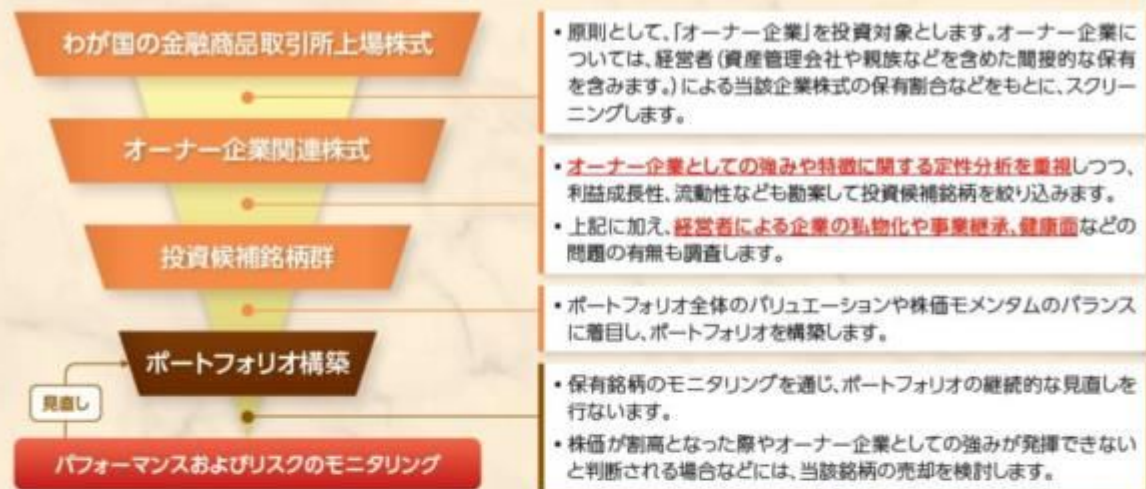 わが国の金融商品取引所上場株式
・原則として、「オーナー企業」を投資対象とします。オーナー企業に
ついては、経営者(資産管理会社や親族などを含めた間接的な保有
を含みます。)による当該企業株式の保有割合などをもとに、スクリー
ニングします。
オーナー企業関連株式
・オーナー企業としての強みや特徴に関する定性分析を重視しつつ、
利益成長性、流動性なども勘案して投資候補銘柄を絞り込みます。
・上記に加え、経営者による企業の私物化や事業継承、健康面などの
問題の有無も調査します。
投資候補銘柄群
・ポートフォリオ全体のバリュエーションや株価モメンタムのバランス
に着目し、ポートフォリオを構築します。
ポートフォリオ構築
見直し
・保有銘柄のモニタリングを通じ、ポートフォリオの継続的な見直しを
行ないます。
・株価が割高となった際やオーナー企業としての強みが発揮できない
と判断される場合などには、当該銘柄の売却を検討します。
パフォーマンスおよびリスクのモニタリング